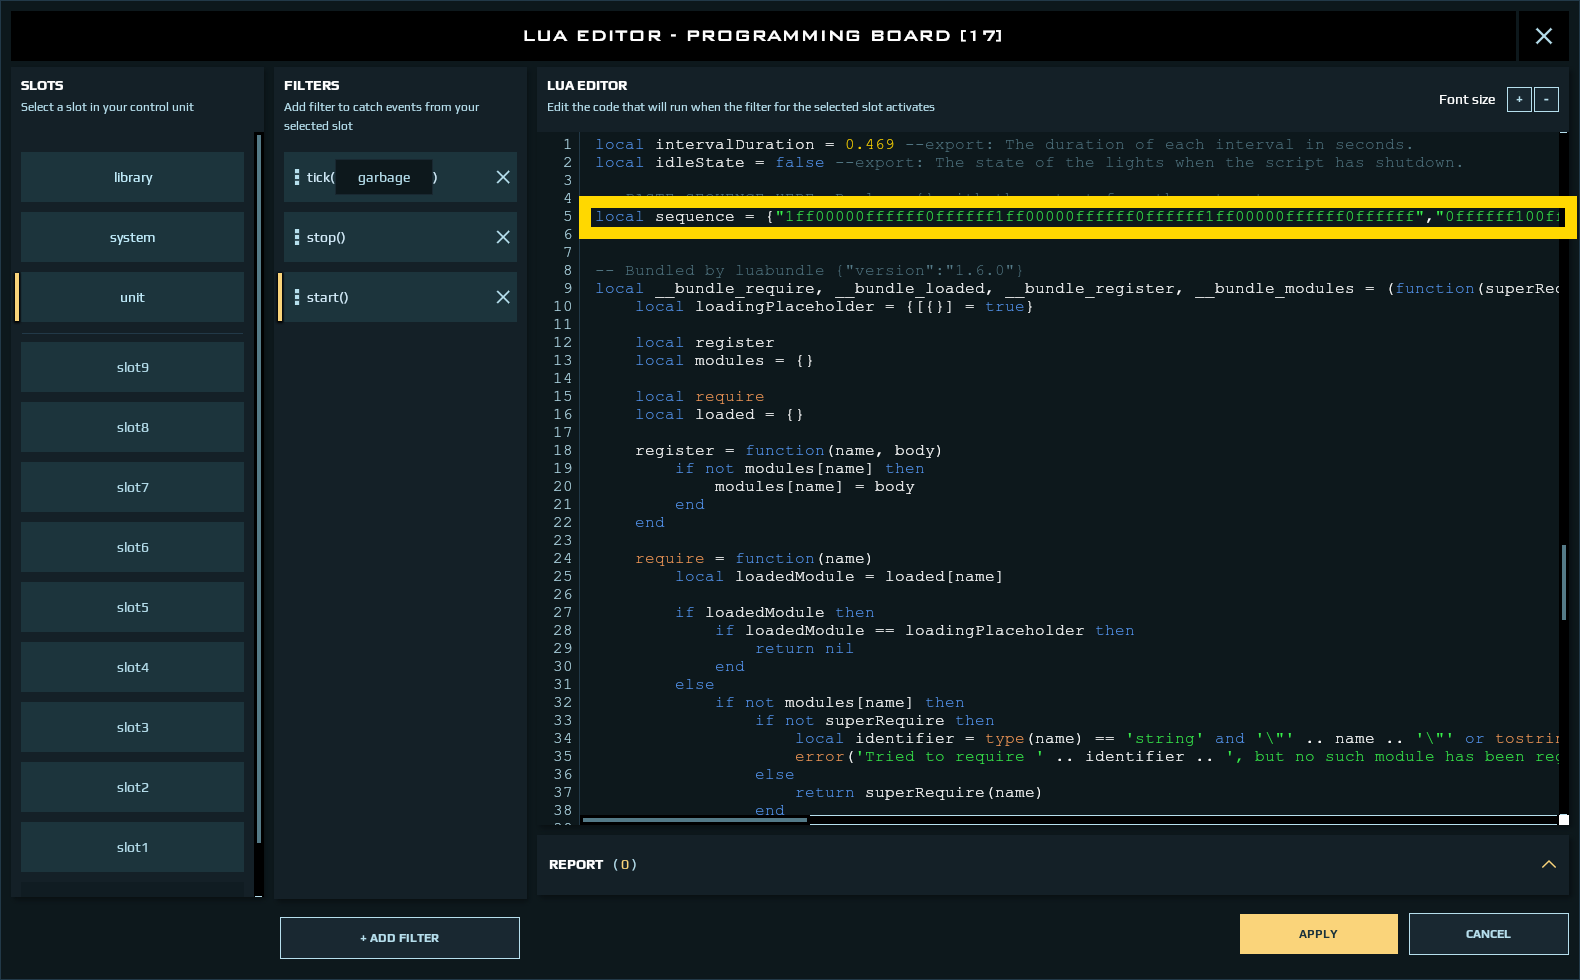 LUA EDITOR - PROGRAMMING BOARD [17]
SLOTS
Select a slot in your control unit
library
system
unit
slot9
slot8
slot7
slot6
slot5
slot4
slot3
slot2
slot1
FILTERS
Add filter to catch events from your
selected slot
tick( garbage )
stop()
start()
+ ADD FILTER
LUA EDITOR
Edit the code that will run when the filter for the selected slot activates
Font size + -
1 local intervalDuration = 0.469 --export: The duration of each interval in seconds.
2 local idleState = false --export: The state of the lights when the script has shutdown.
3
4
5 local sequence = {"1ff00000ffffff0ffffff1ff00000ffffff0ffffff1ff00000ffffff0ffffff","0ffffff100ff
6
7
8 -- Bundled by luabundle {"version":"1.6.0"}
9 local __bundle_require, __bundle_loaded, __bundle_register, __bundle_modules = (function(superRec
10     local loadingPlaceholder = {[{}] = true}
11
12     local register
13     local modules = {}
14
15     local require
16     local loaded = {}
17
18     register = function(name, body)
19         if not modules[name] then
20             modules[name] = body
21         end
22     end
23
24     require = function(name)
25         local loadedModule = loaded[name]
26
27         if loadedModule then
28             if loadedModule == loadingPlaceholder then
29                 return nil
30             end
31         else
32             if not modules[name] then
33                 if not superRequire then
34                     local identifier = type(name) == 'string' and '\"' .. name .. '\"' or tostrin
35                     error('Tried to require ' .. identifier .. ', but no such module has been reg
36                 else
37                     return superRequire(name)
38                 end
REPORT (0)
APPLY
CANCEL